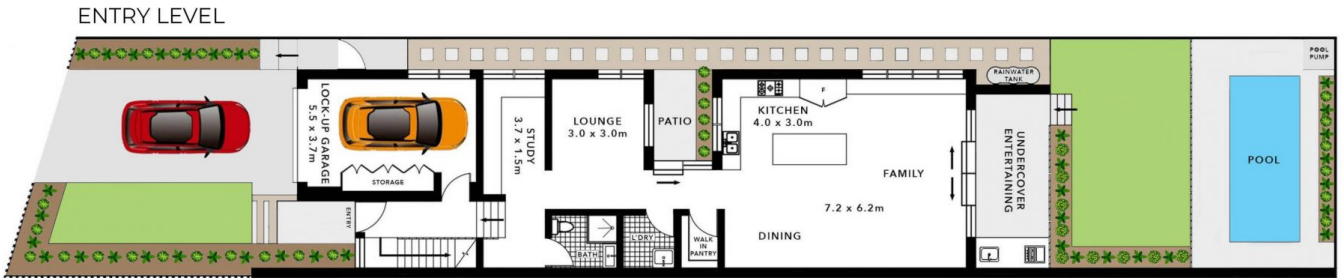 ENTRY LEVEL
LOCK-UP GARAGE
5.5 x 3.7m
STORAGE
ENTRY
STUDY
3.7 x 1.5m
LOUNGE
3.0 x 3.0m
BATH
L'DRY
WALK
IN
PANTRY
PATIO
KITCHEN
4.0 x 3.0m
F
FAMILY
7.2 x 6.2m
DINING
RAINWATER
TANK
UNDERCOVER
ENTERTAINING
POOL
PUMP
POOL